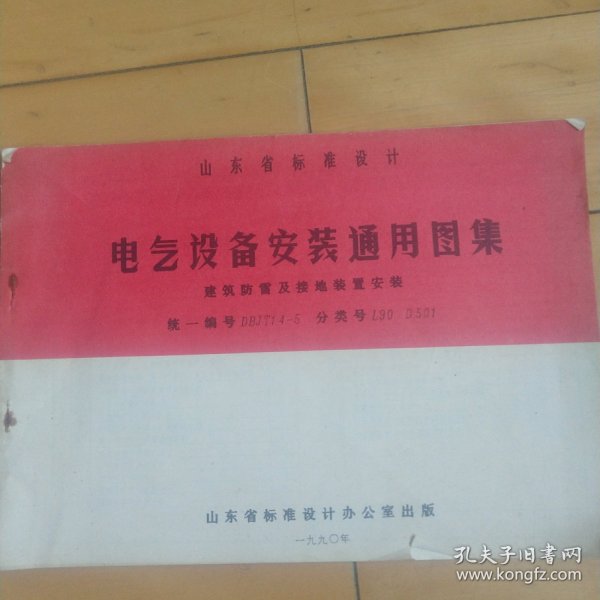 山东省标准设计
电气设备安装通用图集
建筑防雷及接地装置安装
统一编号DBJT14-5 分类号L90 D501
山东省标准设计办公室出版
一九九〇年
孔夫子旧书网
www.kongfz.com